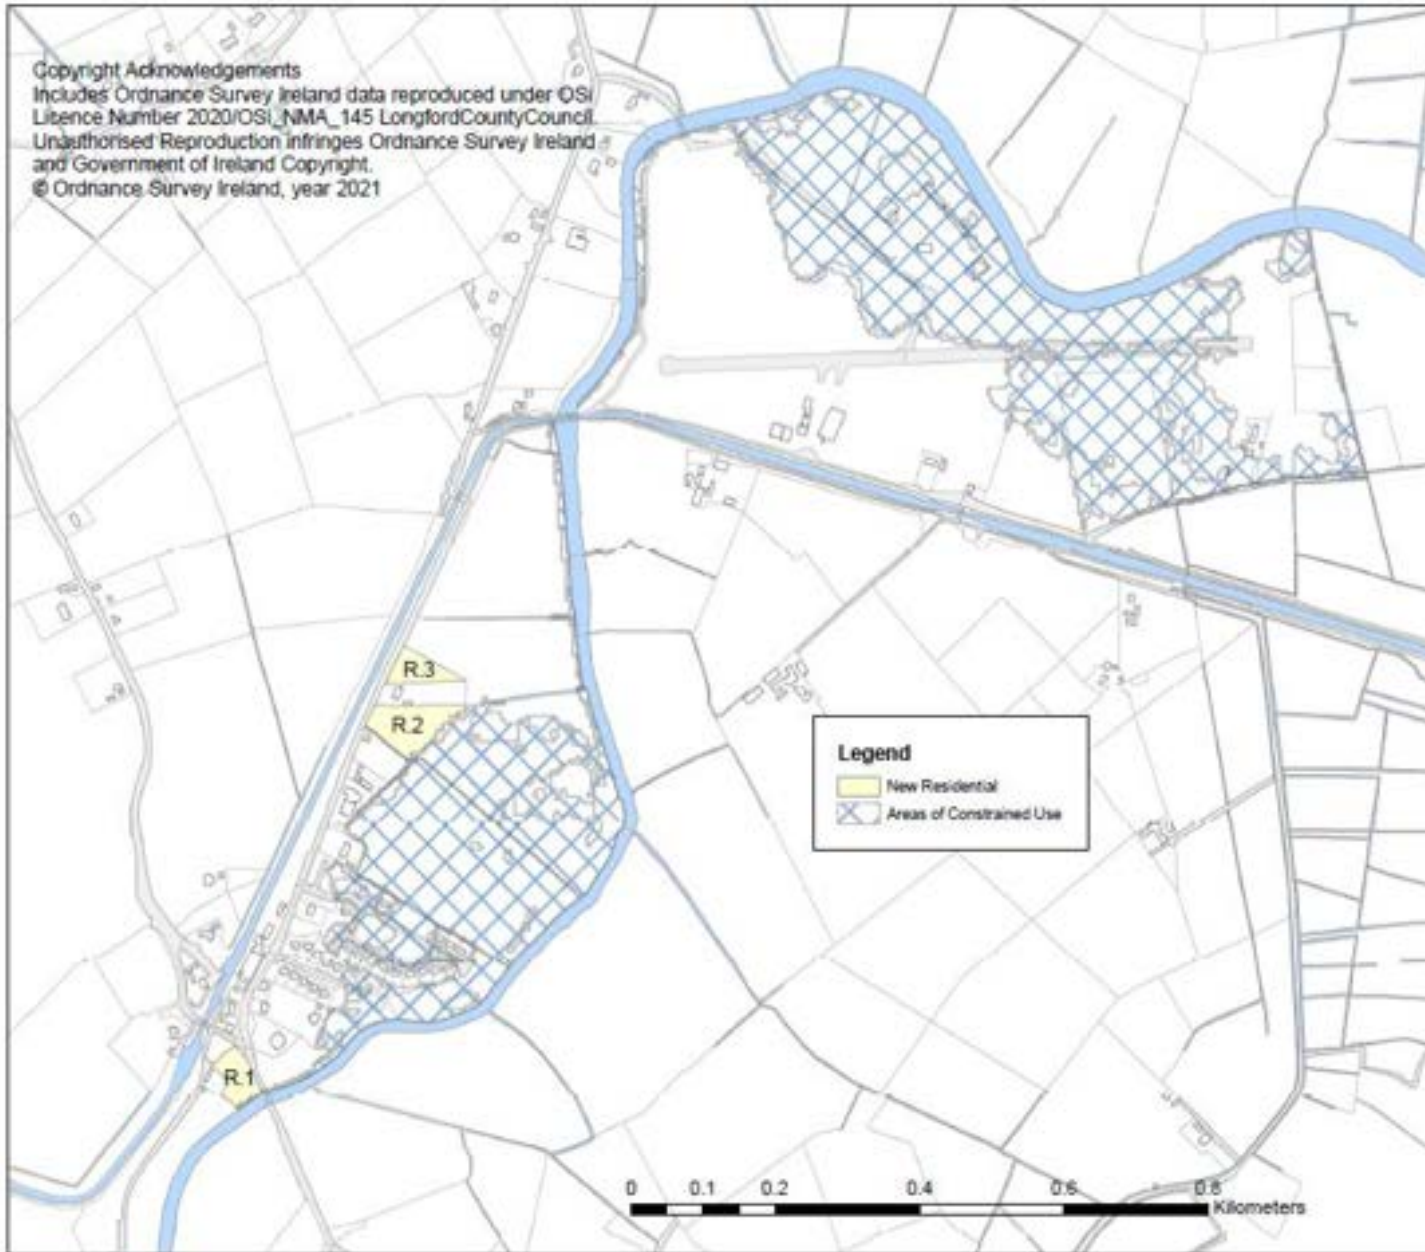 Copyright Acknowledgements
Includes Ordnance Survey Ireland data reproduced under OSi
Licence Number 2020/OSi_NMA_145 LongfordCountyCouncil.
Unauthorised Reproduction infringes Ordnance Survey Ireland
and Government of Ireland Copyright.
© Ordnance Survey Ireland, year 2021
R.3
R.2
Legend
New Residential
Areas of Constrained Use
R.1
0 0.1 0.2 0.4 0.6 0.8
Kilometers